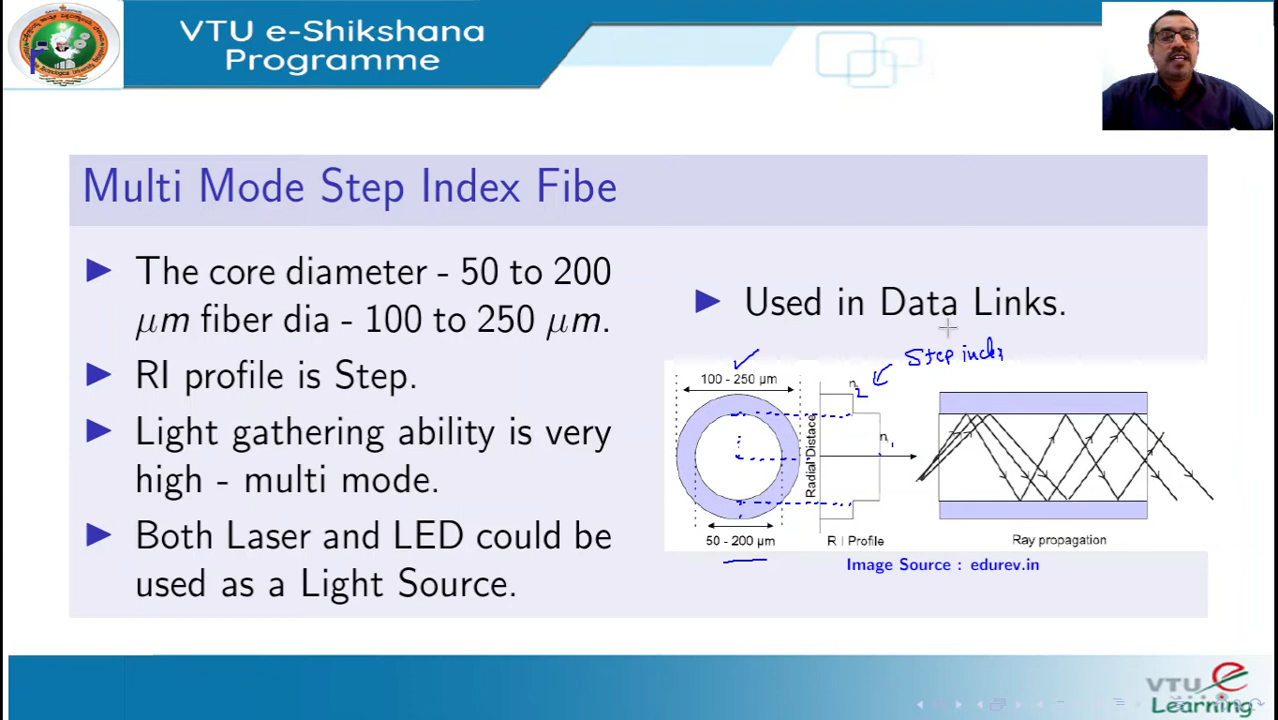 VTU e-Shikshana
Programme
Multi Mode Step Index Fibe
▶ The core diameter - 50 to 200
μm fiber dia - 100 to 250 μm.
▶ RI profile is Step.
▶ Light gathering ability is very
high - multi mode.
▶ Both Laser and LED could be
used as a Light Source.
▶ Used in Data Links.
Step index
100 - 250 μm
n2
n1
Radial Distace
50 - 200 μm
R I Profile
Ray propagation
Image Source : edurev.in
VTU e
Learning